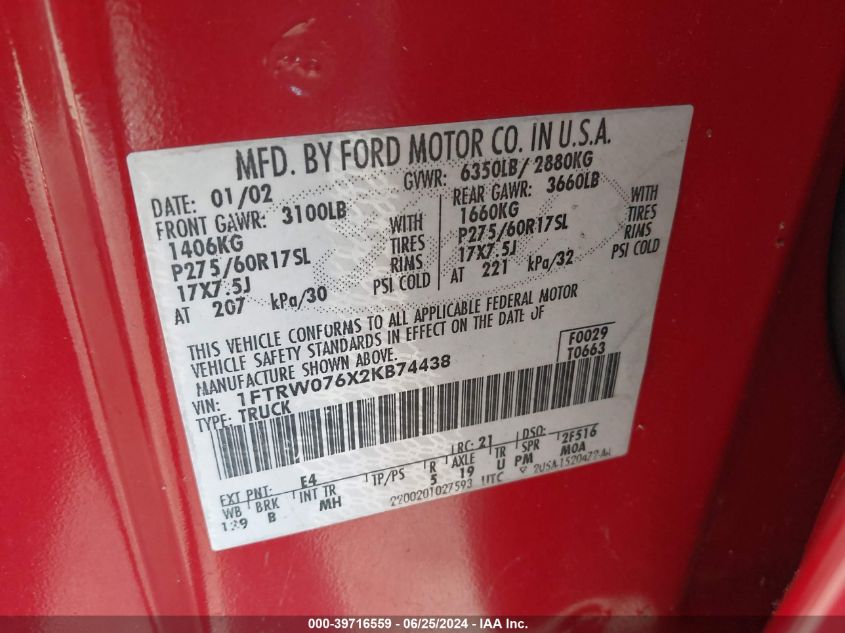 MFD. BY FORD MOTOR CO. IN U.S.A.
DATE: 01/02 GVWR: 6350LB/ 2880KG
FRONT GAWR: 3100LB REAR GAWR: 3660LB
1406KG WITH 1660KG WITH
P275/60R17SL TIRES P275/60R17SL TIRES
17X7.5J RIMS 17X7.5J RIMS
AT 207 kPa/30 PSI COLD AT 221 kPa/32 PSI COLD
THIS VEHICLE CONFORMS TO ALL APPLICABLE FEDERAL MOTOR
VEHICLE SAFETY STANDARDS IN EFFECT ON THE DATE OF
MANUFACTURE SHOWN ABOVE.
F0029
VIN: 1FTRW076X2KB74438 T0663
TYPE: TRUCK
EXT PNT: E4 RC: 21 DSO: 2F516
WB BRK INT TR TP/PS R AXLE TR SPR MOA
139 B MH 5 19 U PM
2200201027593 UTC
000-39716559 - 06/25/2024 - IAA Inc.